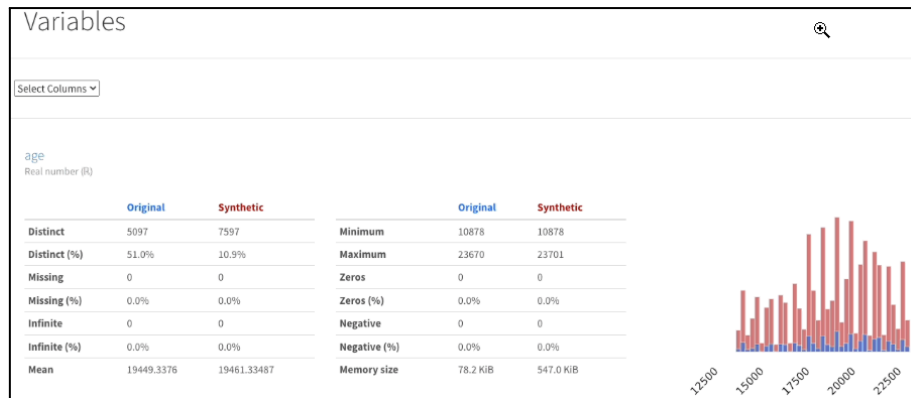 Variables
Select Columns
age
Real number (ℝ)
Original Synthetic Original Synthetic
Distinct 5097 7597 Minimum 10878 10878
Distinct (%) 51.0% 10.9% Maximum 23670 23701
Missing 0 0 Zeros 0 0
Missing (%) 0.0% 0.0% Zeros (%) 0.0% 0.0%
Infinite 0 0 Negative 0 0
Infinite (%) 0.0% 0.0% Negative (%) 0.0% 0.0%
Mean 19449.3376 19461.33487 Memory size 78.2 KiB 547.0 KiB
12500 15000 17500 20000 22500